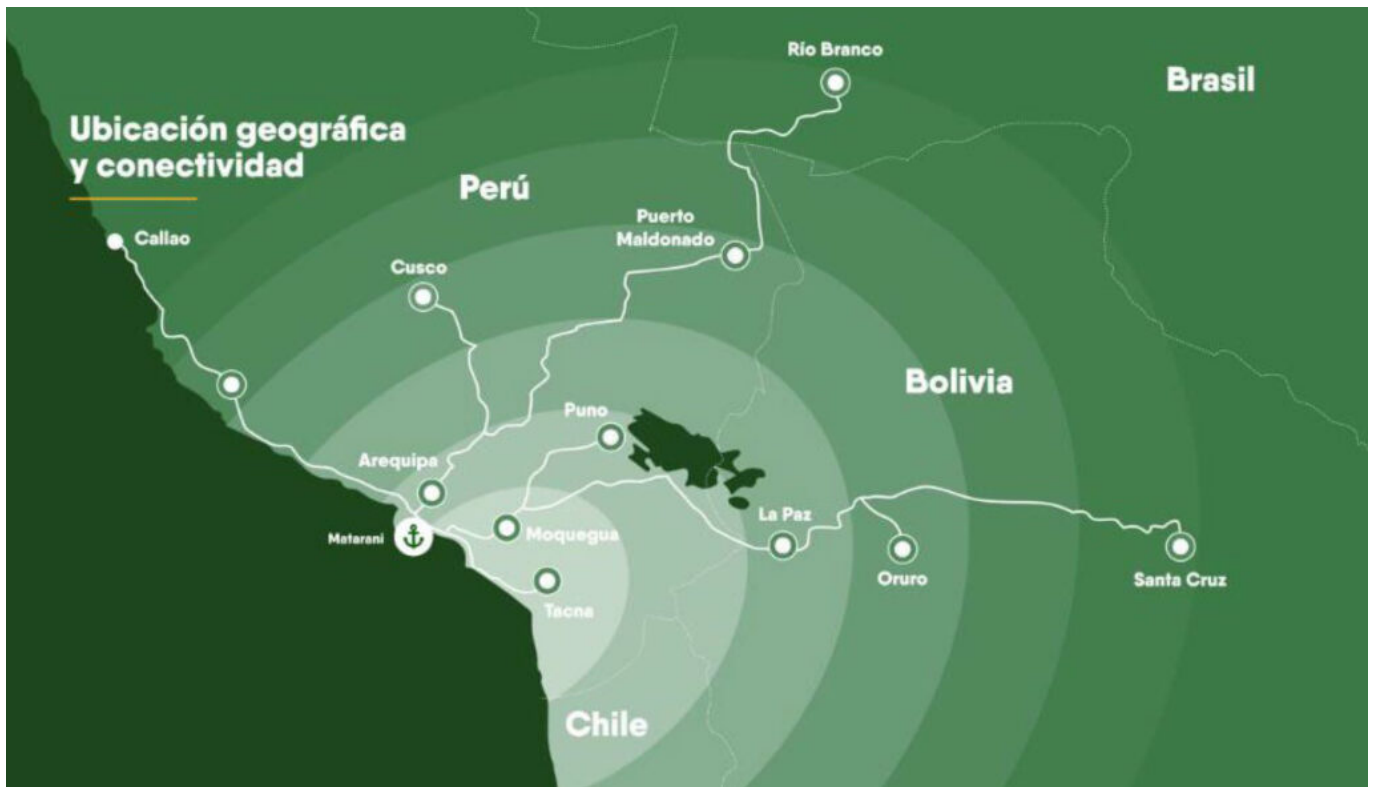 Río Branco
Brasil
Ubicación geográfica
y conectividad
Perú
Puerto
Maldonado
Callao
Cusco
Bolivia
Puno
Arequipa
La Paz
Matarani
Moquegua
Oruro
Santa Cruz
Tacna
Chile